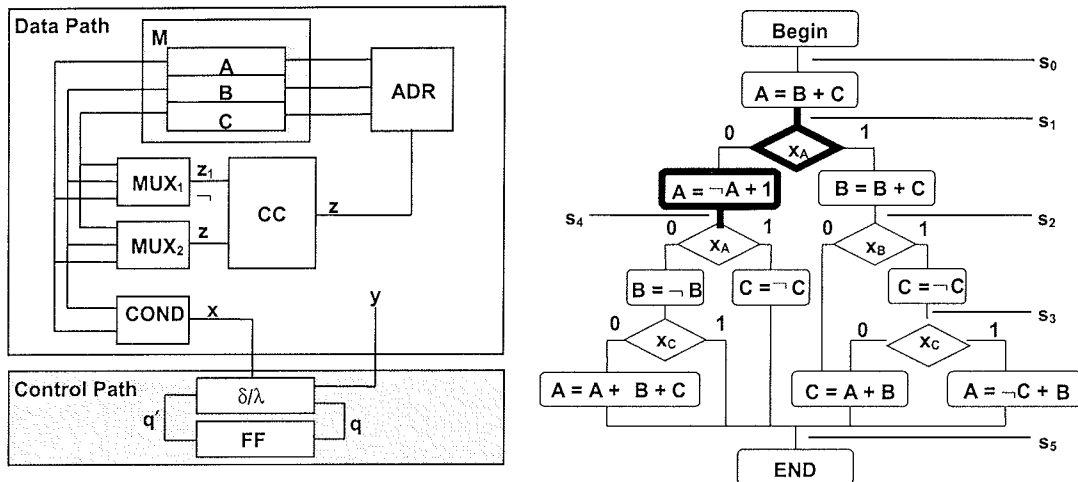 Data Path
M
A
B
C
ADR
MUX₁
z₁
¬
MUX₂
z
CC
z
COND
x
y
Control Path
δ/λ
q′
q
FF
Begin
s₀
A = B + C
s₁
0
1
x_A
A = ¬A + 1
B = B + C
s₄
0
1
0
1
s₂
x_A
x_B
B = ¬ B
C = ¬ C
C = ¬ C
0
1
0
1
s₃
x_C
x_C
A = A + B + C
C = A + B
A = ¬C + B
s₅
END